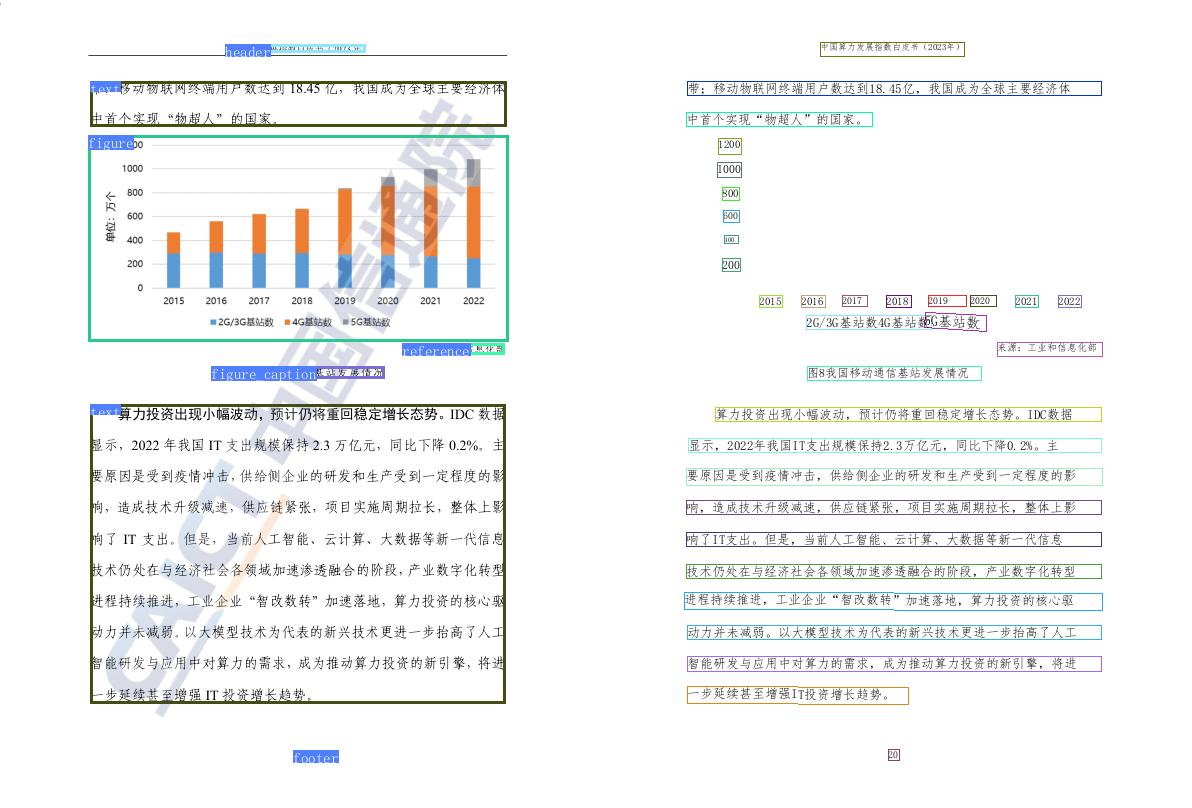 header
text
移动物联网终端用户数达到 18.45 亿，我国成为全球主要经济体
中首个实现“物超人”的国家。
figure
1000
800
600
400
200
0
单位：万个
2015 2016 2017 2018 2019 2020 2021 2022
2G/3G基站数 4G基站数 5G基站数
reference
figure_caption 基站发展情况
text
算力投资出现小幅波动，预计仍将重回稳定增长态势。IDC 数据
显示，2022 年我国 IT 支出规模保持 2.3 万亿元，同比下降 0.2%。主
要原因是受到疫情冲击，供给侧企业的研发和生产受到一定程度的影
响，造成技术升级减速，供应链紧张，项目实施周期拉长，整体上影
响了 IT 支出。但是，当前人工智能、云计算、大数据等新一代信息
技术仍处在与经济社会各领域加速渗透融合的阶段，产业数字化转型
进程持续推进，工业企业“智改数转”加速落地，算力投资的核心驱
动力并未减弱。以大模型技术为代表的新兴技术更进一步抬高了人工
智能研发与应用中对算力的需求，成为推动算力投资的新引擎，将进
一步延续甚至增强 IT 投资增长趋势。
footer
CAICT 中国信通院
中国算力发展指数白皮书（2023年）
带；移动物联网终端用户数达到18.45亿，我国成为全球主要经济体
中首个实现“物超人”的国家。
1200
1000
800
600
200
2015 2016 2017 2018 2019 2020 2021 2022
2G/3G基站数4G基站数5G基站数
来源：工业和信息化部
图8我国移动通信基站发展情况
算力投资出现小幅波动，预计仍将重回稳定增长态势。IDC数据
显示，2022年我国IT支出规模保持2.3万亿元，同比下降0.2%。主
要原因是受到疫情冲击，供给侧企业的研发和生产受到一定程度的影
响，造成技术升级减速，供应链紧张，项目实施周期拉长，整体上影
响了IT支出。但是，当前人工智能、云计算、大数据等新一代信息
技术仍处在与经济社会各领域加速渗透融合的阶段，产业数字化转型
进程持续推进，工业企业“智改数转”加速落地，算力投资的核心驱
动力并未减弱。以大模型技术为代表的新兴技术更进一步抬高了人工
智能研发与应用中对算力的需求，成为推动算力投资的新引擎，将进
一步延续甚至增强IT投资增长趋势。
20